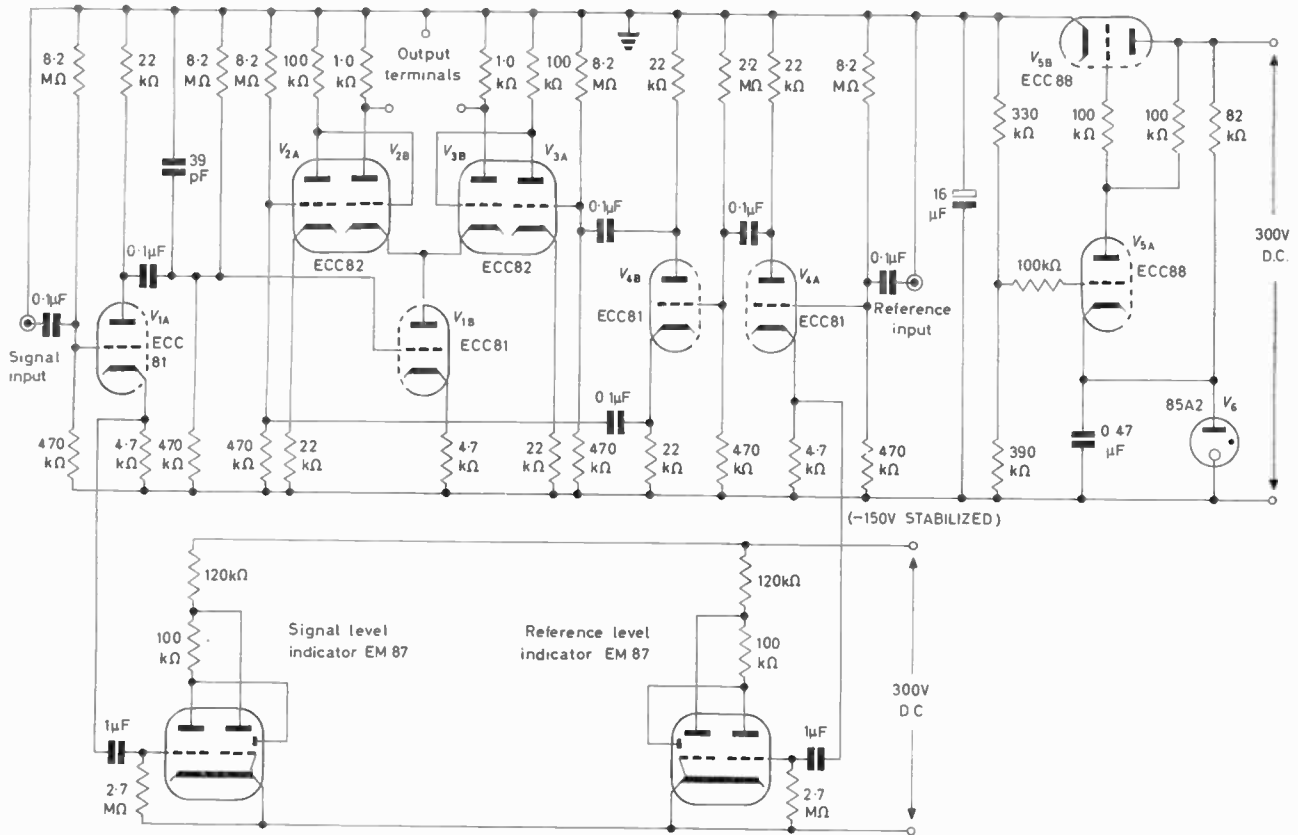 8·2 MΩ
22 kΩ
8·2 MΩ
8·2 MΩ
100 kΩ
1·0 kΩ
Output terminals
1·0 kΩ
100 kΩ
8·2 MΩ
22 kΩ
2·2 MΩ
22 kΩ
8·2 MΩ
V5B
ECC88
330 kΩ
100 kΩ
100 kΩ
82 kΩ
39 pF
V2A
V2B
V3B
V3A
16 µF
0·1µF
0·1µF
0·1µF
ECC82
ECC82
V4B
ECC81
V4A
ECC81
0·1µF
Reference input
100kΩ
V5A
ECC88
300V D.C.
0·1µF
V1A
ECC 81
Signal input
V1B
ECC81
0·1µF
85A2
V6
470 kΩ
4·7 kΩ
470 kΩ
470 kΩ
22 kΩ
4·7 kΩ
22 kΩ
470 kΩ
22 kΩ
470 kΩ
4·7 kΩ
470 kΩ
390 kΩ
0·47 µF
(-150V STABILIZED)
120kΩ
120kΩ
100 kΩ
Signal level
indicator EM 87
Reference level
indicator EM87
100 kΩ
300V DC
1µF
1µF
2·7 MΩ
2·7 MΩ